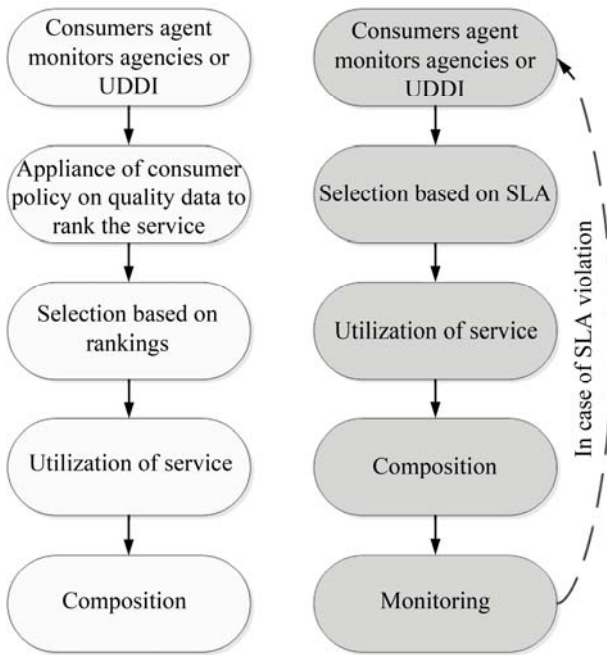 Consumers agent
monitors agencies or
UDDI
Appliance of consumer
policy on quality data to
rank the service
Selection based on
rankings
Utilization of service
Composition
Consumers agent
monitors agencies or
UDDI
Selection based on SLA
Utilization of service
Composition
Monitoring
In case of SLA violation